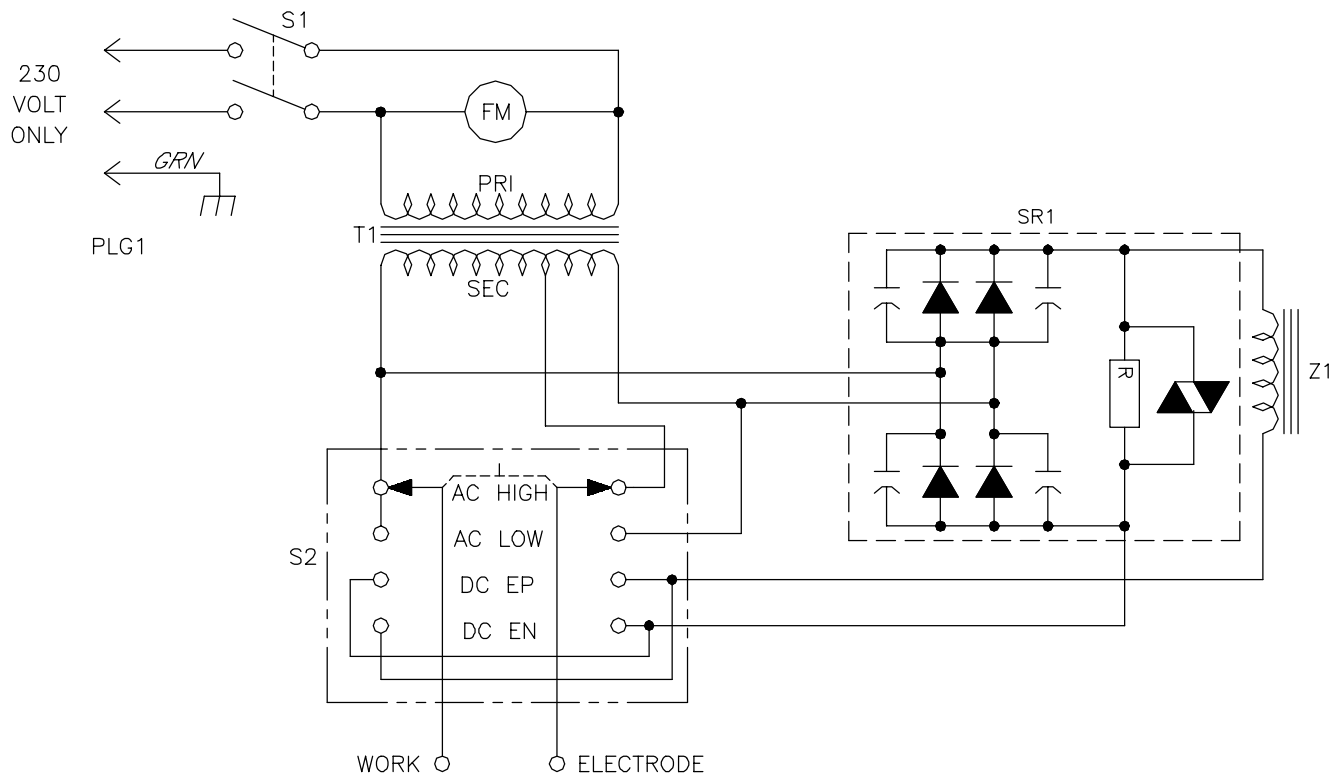 S1
230
VOLT
ONLY
FM
GRN
PRI
PLG1
T1
SEC
SR1
R
Z1
AC HIGH
AC LOW
S2
DC EP
DC EN
WORK
ELECTRODE